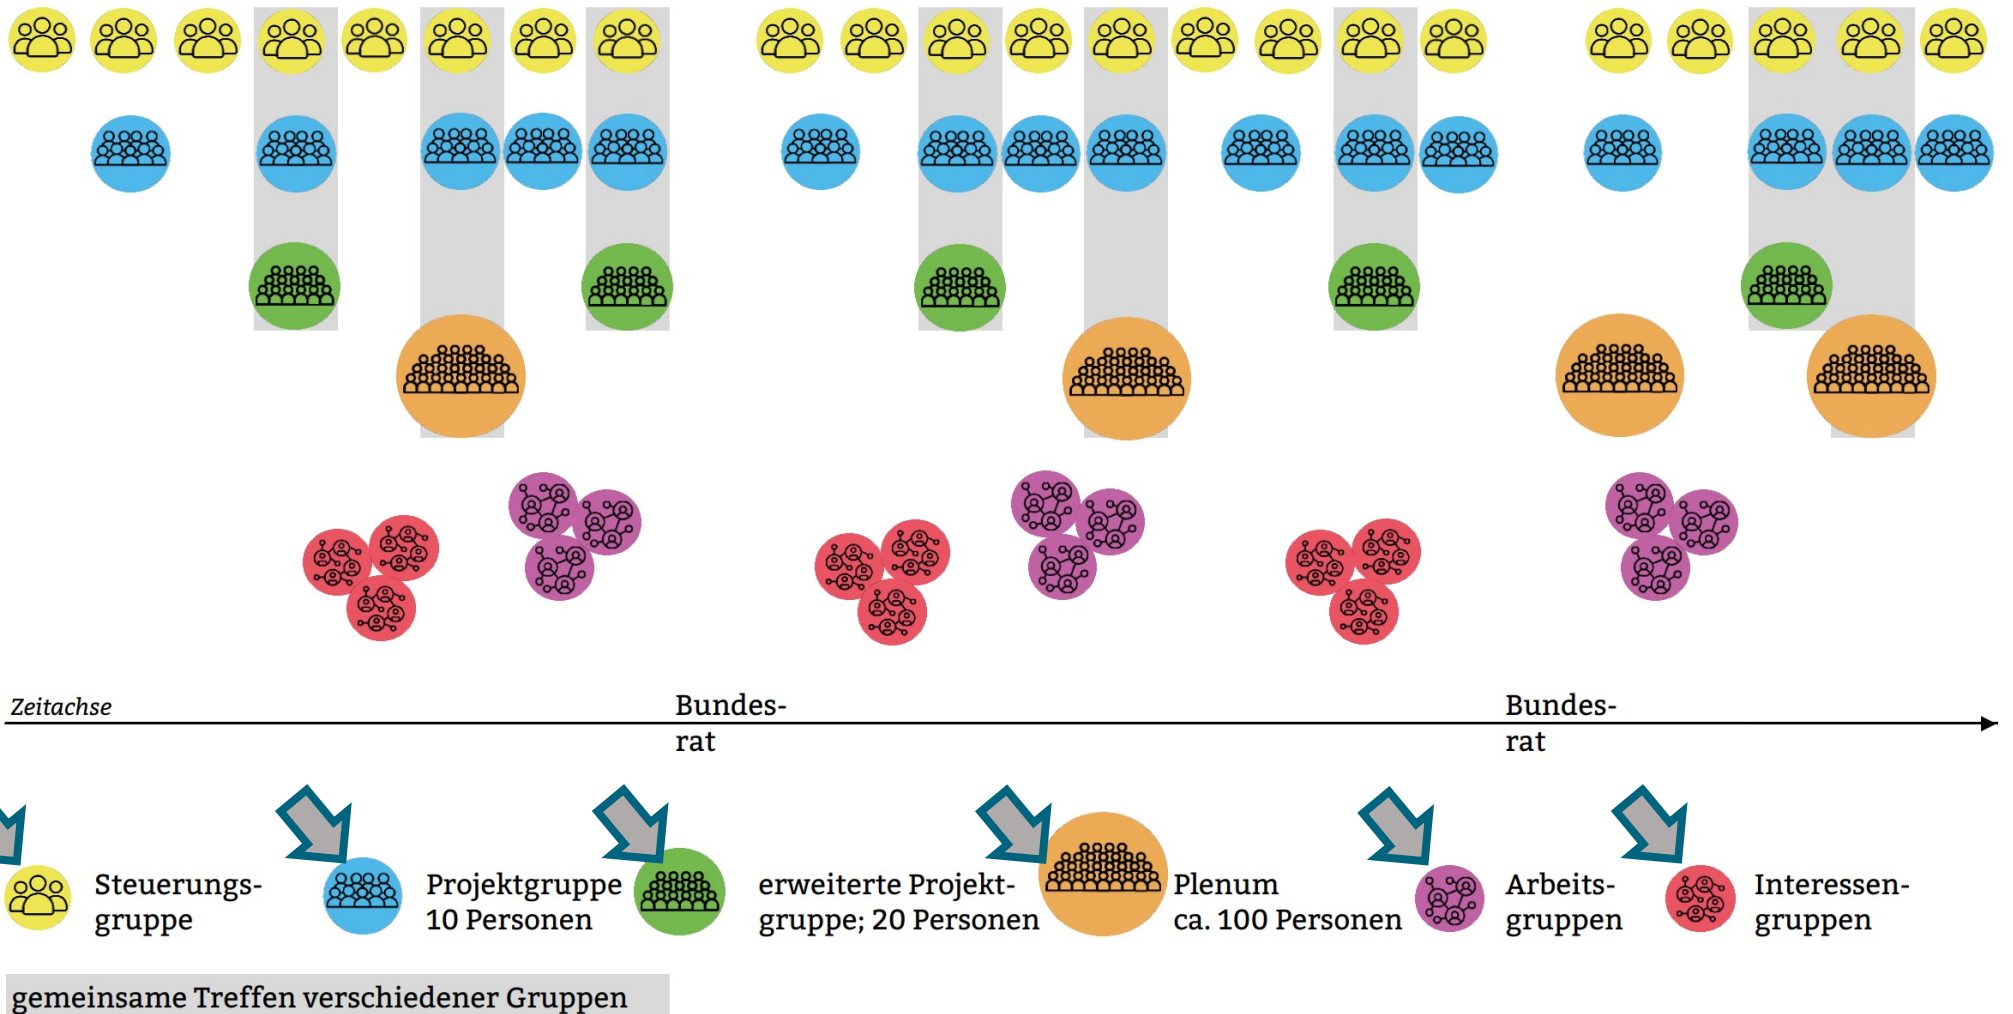 Zeitachse
Bundes-
rat
Bundes-
rat
Steuerungs-
gruppe
Projektgruppe
10 Personen
erweiterte Projekt-
gruppe; 20 Personen
Plenum
ca. 100 Personen
Arbeits-
gruppen
Interessen-
gruppen
gemeinsame Treffen verschiedener Gruppen